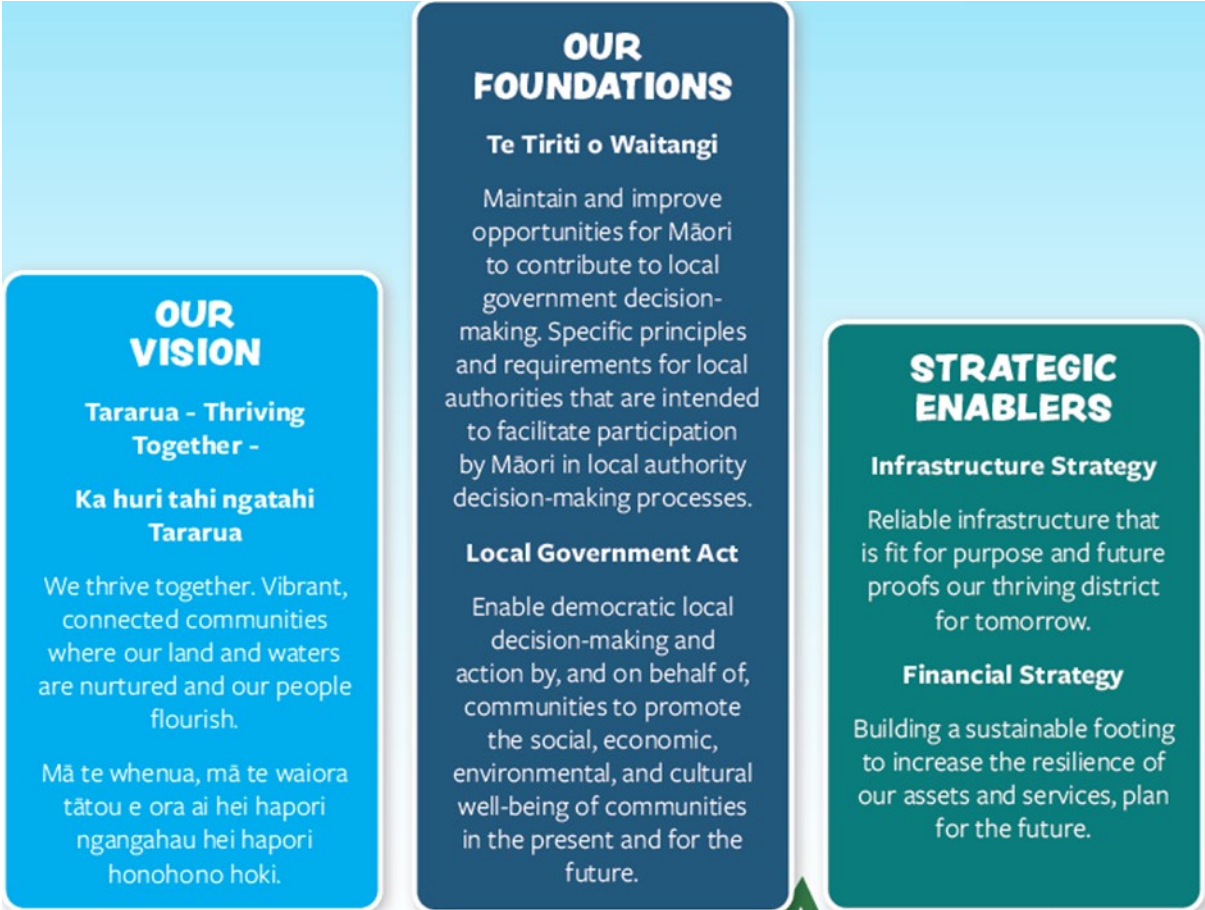 OUR
VISION
Tararua - Thriving
Together -
Ka huri tahi ngatahi
Tararua
We thrive together. Vibrant,
connected communities
where our land and waters
are nurtured and our people
flourish.
Mā te whenua, mā te waiora
tātou e ora ai hei hapori
ngangahau hei hapori
honohono hoki.
OUR
FOUNDATIONS
Te Tiriti o Waitangi
Maintain and improve
opportunities for Māori
to contribute to local
government decision-
making. Specific principles
and requirements for local
authorities that are intended
to facilitate participation
by Māori in local authority
decision-making processes.
Local Government Act
Enable democratic local
decision-making and
action by, and on behalf of,
communities to promote
the social, economic,
environmental, and cultural
well-being of communities
in the present and for the
future.
STRATEGIC
ENABLERS
Infrastructure Strategy
Reliable infrastructure that
is fit for purpose and future
proofs our thriving district
for tomorrow.
Financial Strategy
Building a sustainable footing
to increase the resilience of
our assets and services, plan
for the future.